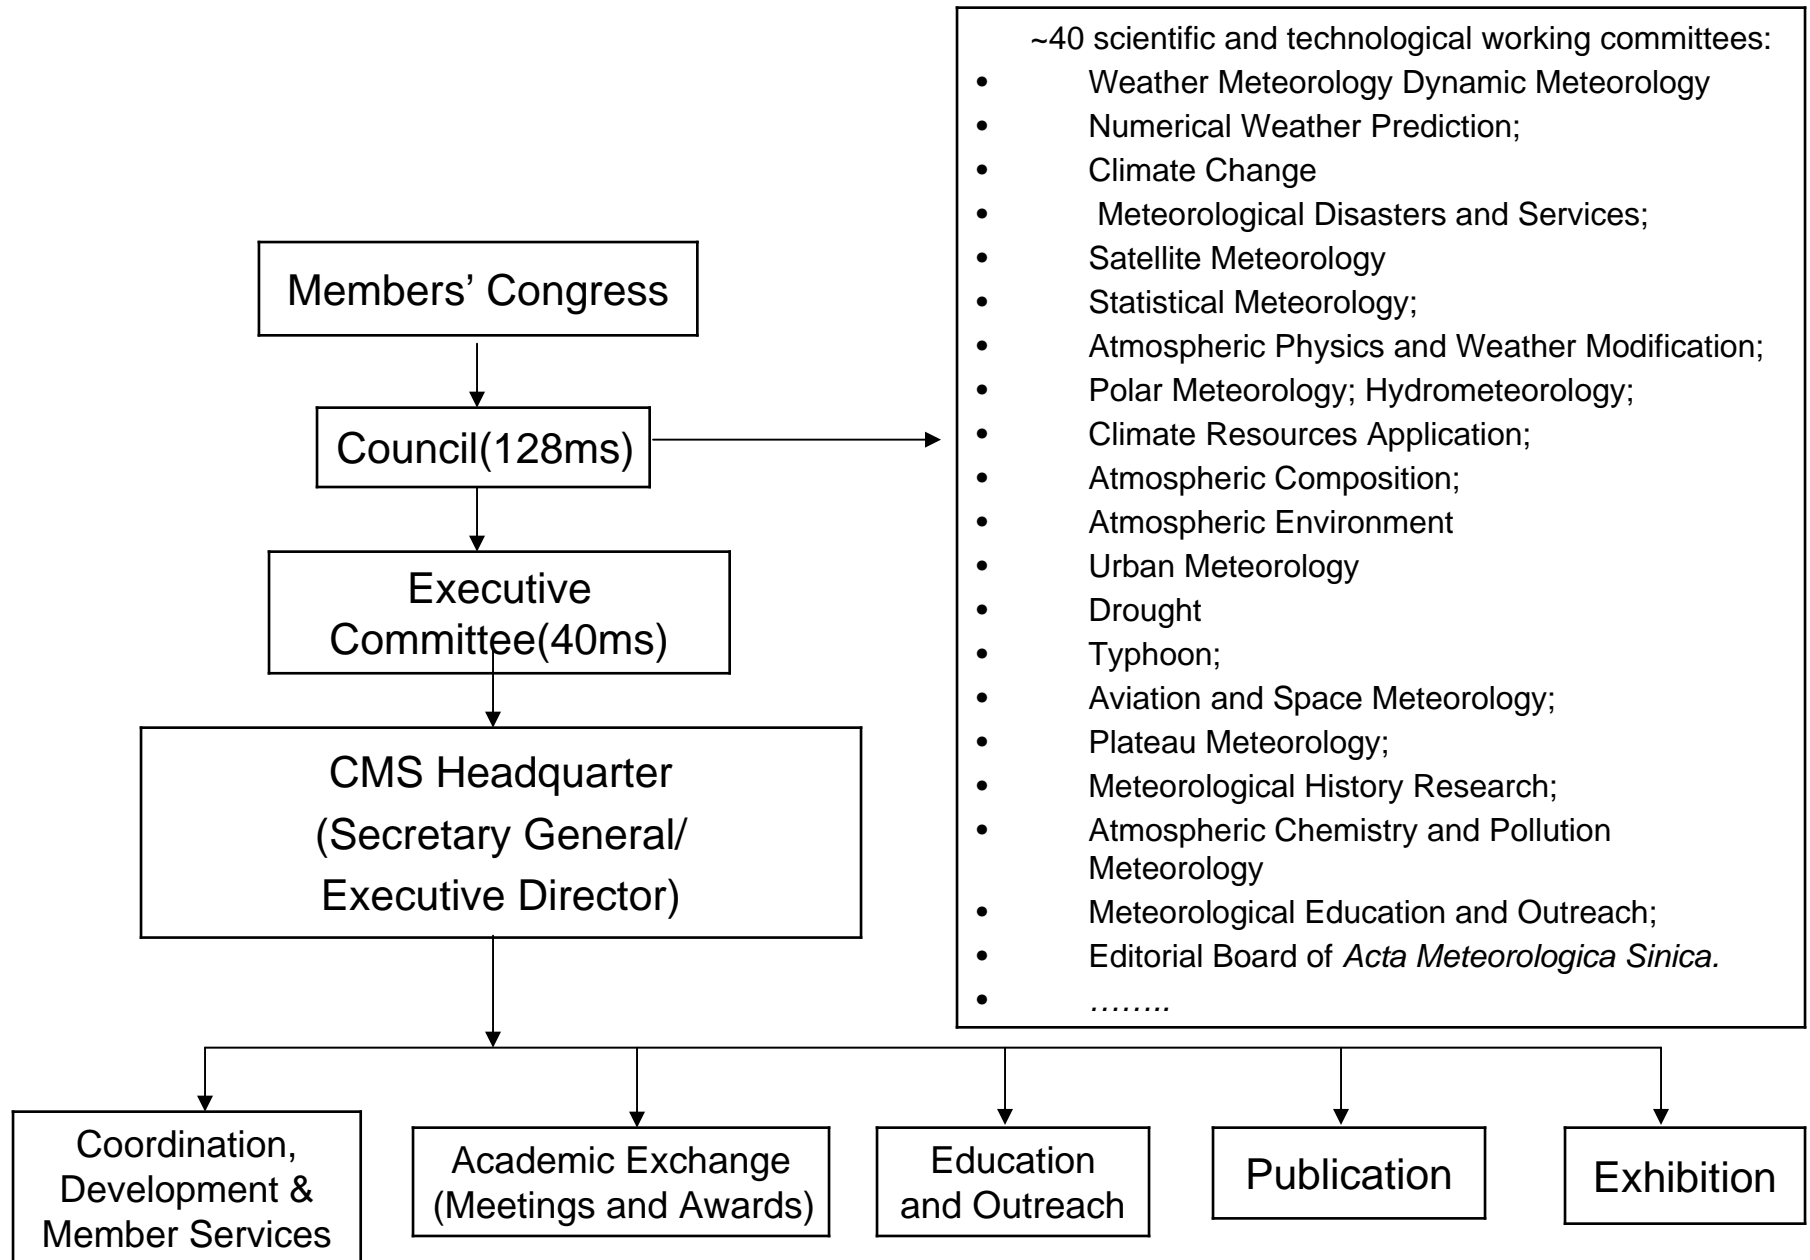 ~40 scientific and technological working committees:
• Weather Meteorology Dynamic Meteorology
• Numerical Weather Prediction;
• Climate Change
• Meteorological Disasters and Services;
• Satellite Meteorology
• Statistical Meteorology;
• Atmospheric Physics and Weather Modification;
• Polar Meteorology; Hydrometeorology;
• Climate Resources Application;
• Atmospheric Composition;
• Atmospheric Environment
• Urban Meteorology
• Drought
• Typhoon;
• Aviation and Space Meteorology;
• Plateau Meteorology;
• Meteorological History Research;
• Atmospheric Chemistry and Pollution
Meteorology
• Meteorological Education and Outreach;
• Editorial Board of Acta Meteorologica Sinica.
• ……..
Members’ Congress
Council(128ms)
Executive
Committee(40ms)
CMS Headquarter
(Secretary General/
Executive Director)
Coordination,
Development &
Member Services
Academic Exchange
(Meetings and Awards)
Education
and Outreach
Publication
Exhibition